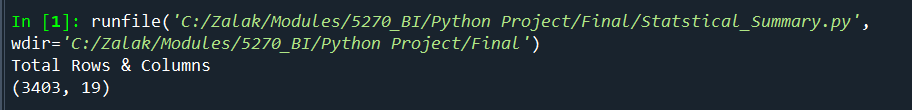 In [1]: runfile('C:/Zalak/Modules/5270_BI/Python Project/Final/Statstical_Summary.py',
wdir='C:/Zalak/Modules/5270_BI/Python Project/Final')
Total Rows & Columns
(3403, 19)